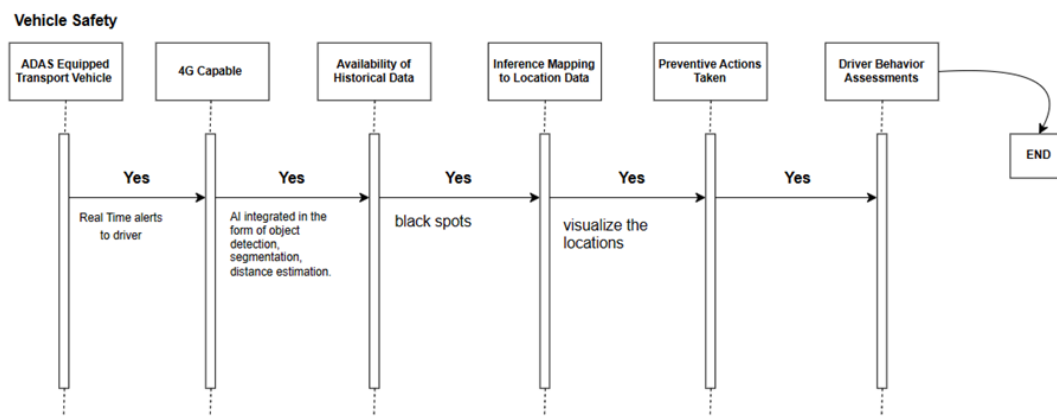 Vehicle Safety
ADAS Equipped
Transport Vehicle
4G Capable
Availability of
Historical Data
Inference Mapping
to Location Data
Preventive Actions
Taken
Driver Behavior
Assessments
END
Yes
Yes
Yes
Yes
Yes
Real Time alerts
to driver
AI integrated in the
form of object
detection,
segmentation,
distance estimation.
black spots
visualize the
locations